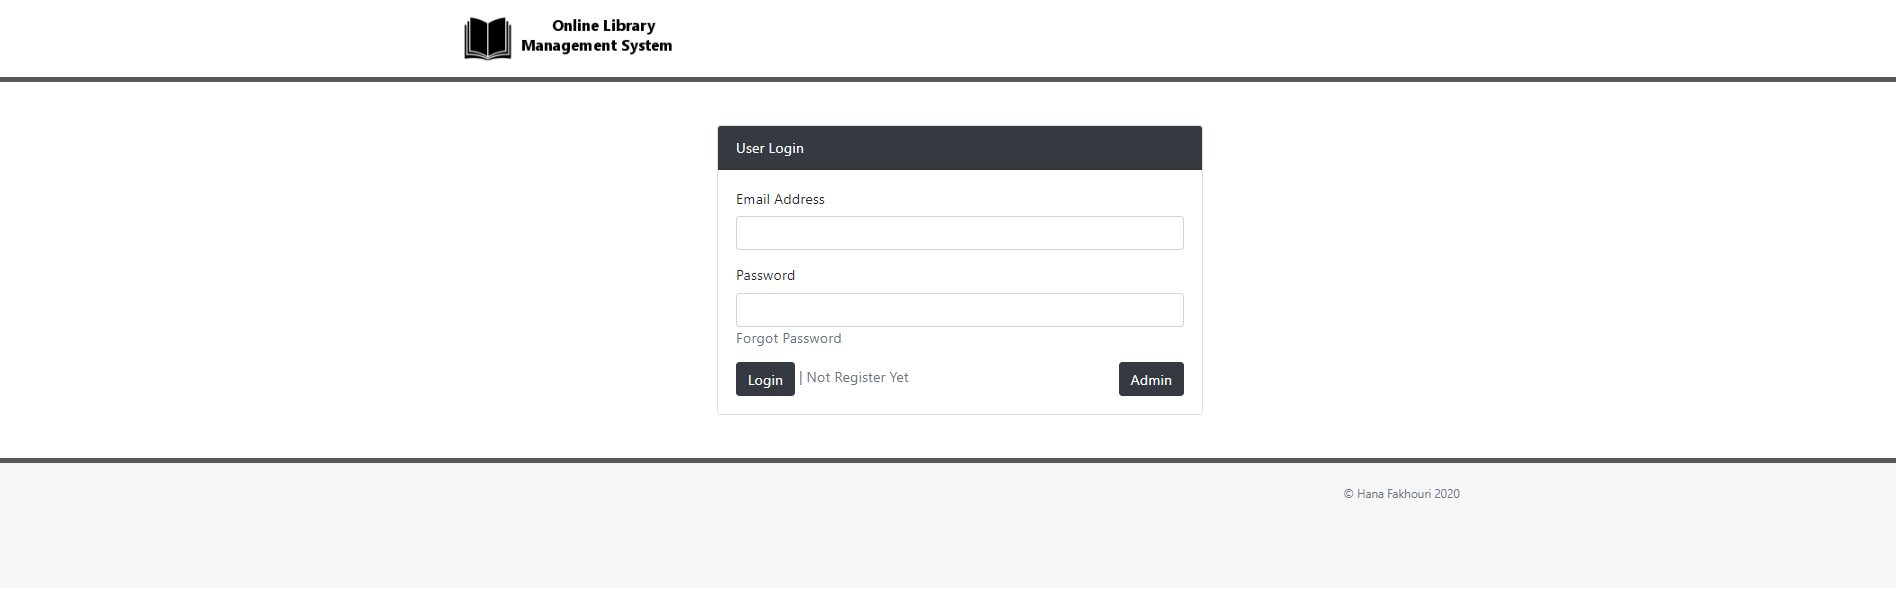 Online Library
Management System
User Login
Email Address
Password
Forgot Password
Login | Not Register Yet Admin
© Hana Fakhouri 2020